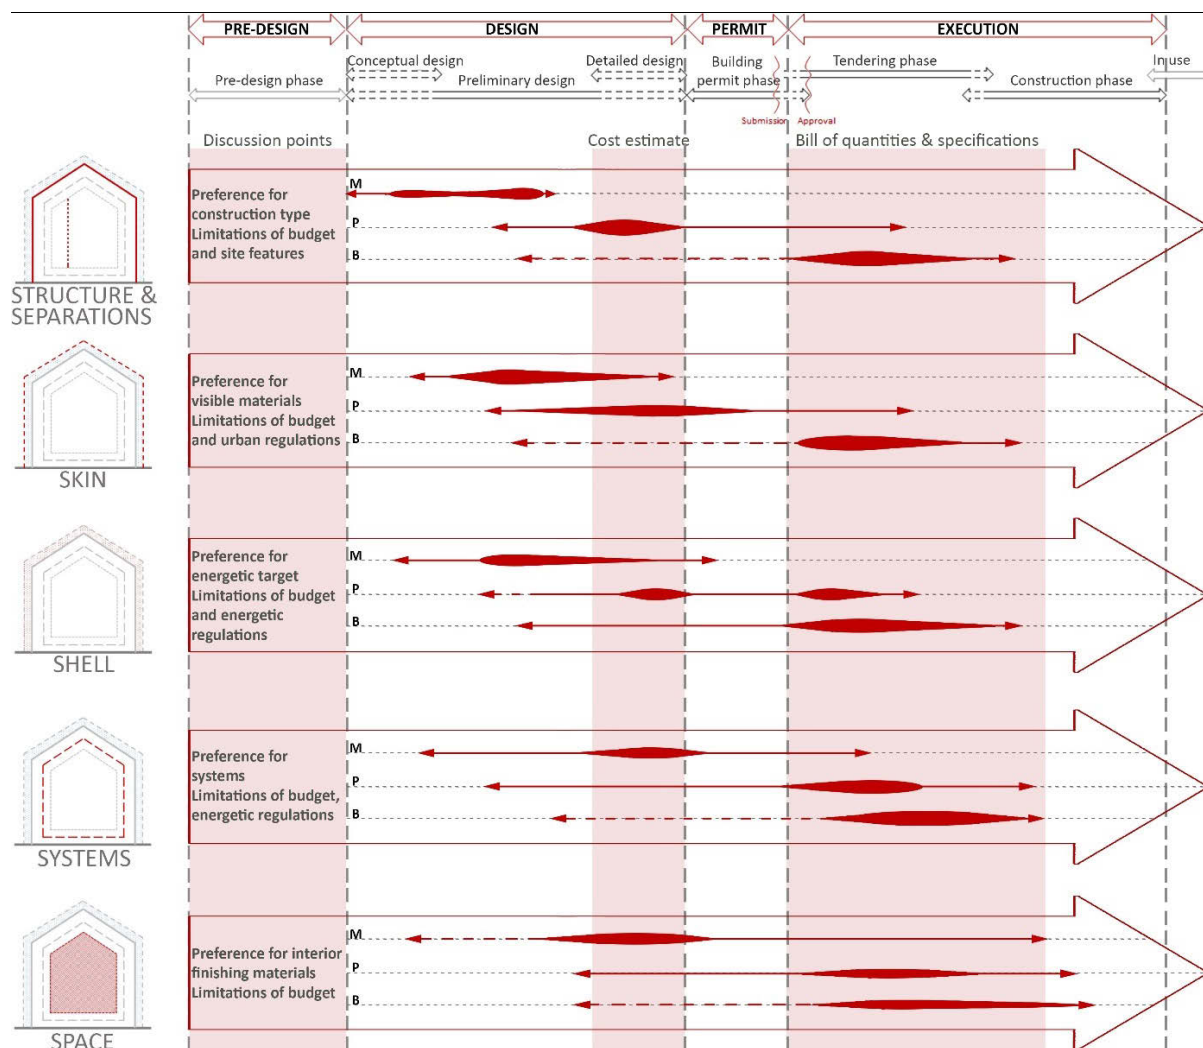 PRE-DESIGN DESIGN PERMIT EXECUTION
Conceptual design Detailed design Building Tendering phase In use
Pre-design phase Preliminary design permit phase Construction phase
Submission Approval
Discussion points Cost estimate Bill of quantities & specifications
M
Preference for
construction type
P
Limitations of budget
and site features
B
STRUCTURE &
SEPARATIONS
M
Preference for
visible materials
P
Limitations of budget
and urban regulations
B
SKIN
M
Preference for
energetic target
P
Limitations of budget
and energetic
regulations
B
SHELL
M
Preference for
systems
P
Limitations of budget,
energetic regulations
B
SYSTEMS
M
Preference for interior
finishing materials
P
Limitations of budget
B
SPACE